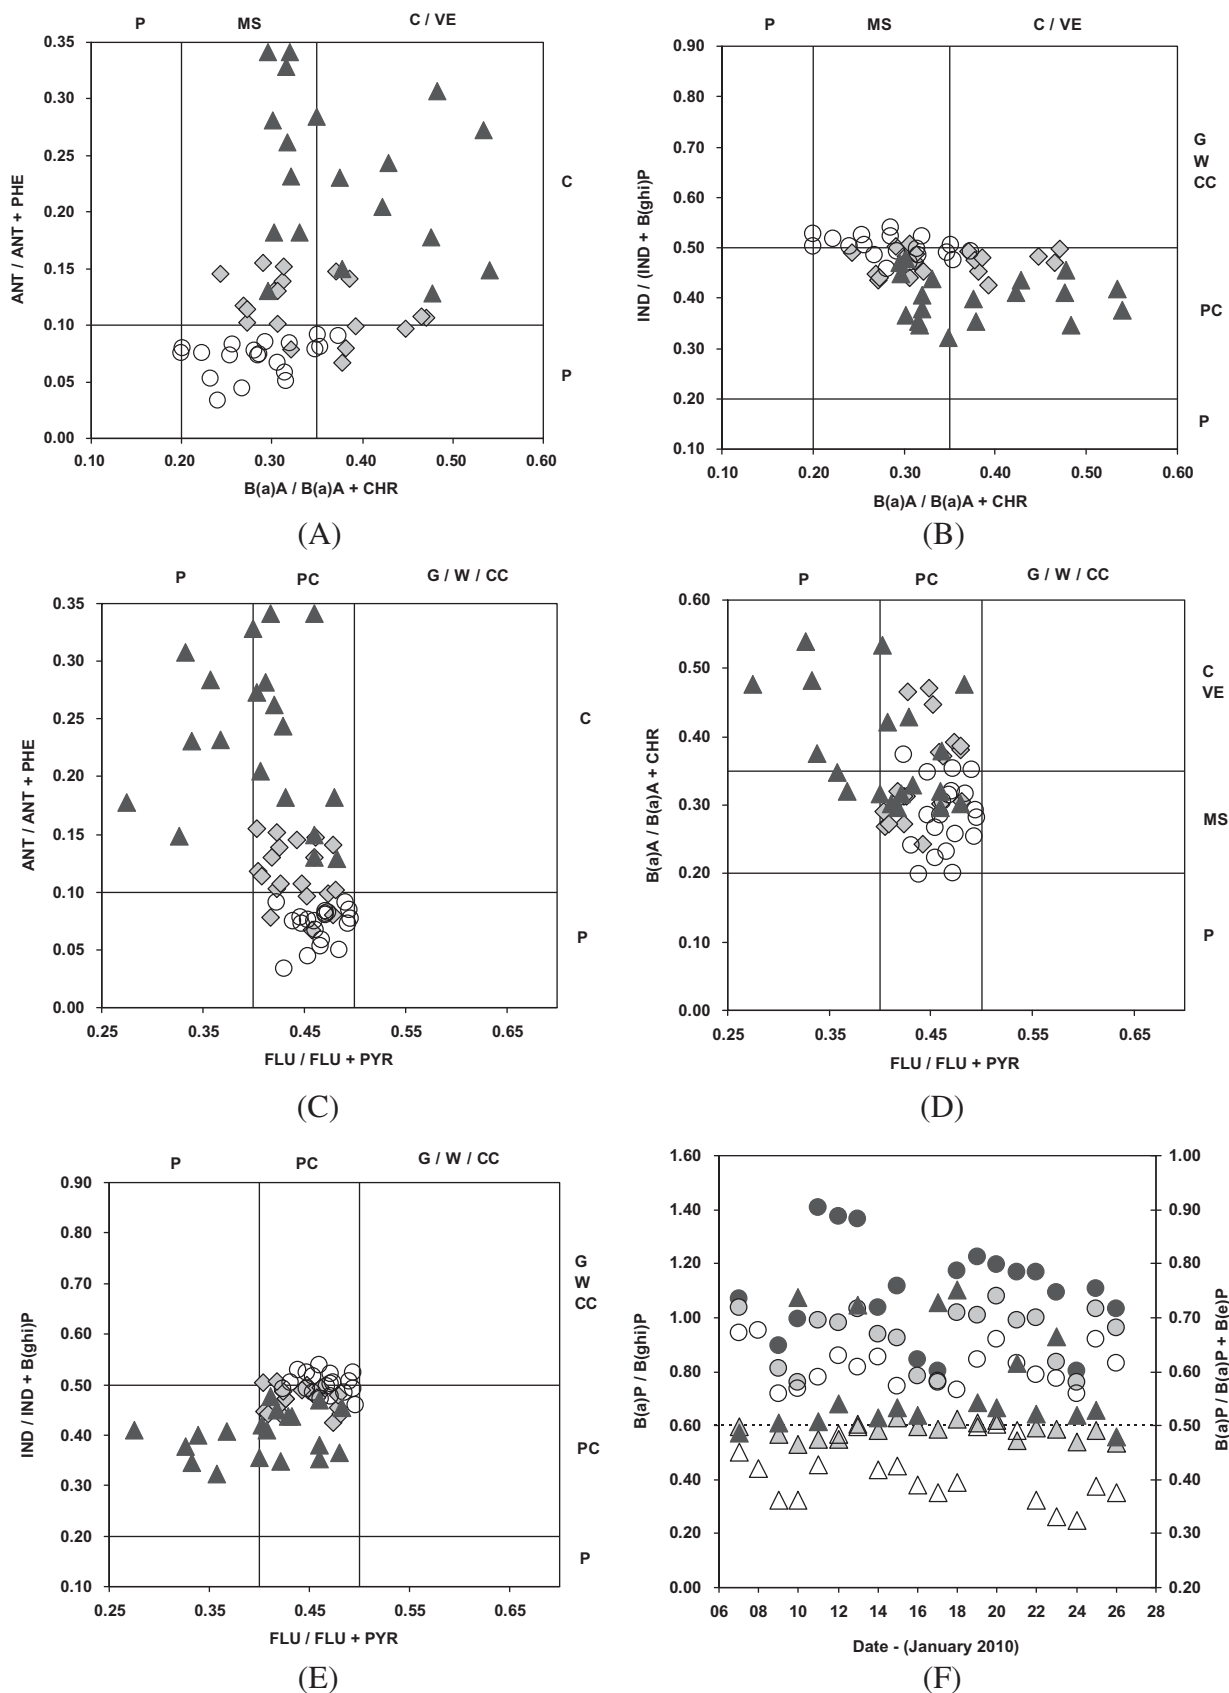 P MS C / VE
0.35
0.30
0.25
0.20
0.15
0.10
0.05
0.00
ANT / ANT + PHE
C
P
0.10 0.20 0.30 0.40 0.50 0.60
B(a)A / B(a)A + CHR
(A)
P MS C / VE
0.90
0.80
0.70
0.60
0.50
0.40
0.30
0.20
0.10
IND / (IND + B(ghi)P
G
W
CC
PC
P
0.10 0.20 0.30 0.40 0.50 0.60
B(a)A / B(a)A + CHR
(B)
P PC G / W / CC
0.35
0.30
0.25
0.20
0.15
0.10
0.05
0.00
ANT / ANT + PHE
C
P
0.25 0.35 0.45 0.55 0.65
FLU / FLU + PYR
(C)
P PC G / W / CC
0.60
0.50
0.40
0.30
0.20
0.10
0.00
B(a)A / B(a)A + CHR
C
VE
MS
P
0.25 0.35 0.45 0.55 0.65
FLU / FLU + PYR
(D)
P PC G / W / CC
0.90
0.80
0.70
0.60
0.50
0.40
0.30
0.20
0.10
IND / IND + B(ghi)P
G
W
CC
PC
P
0.25 0.35 0.45 0.55 0.65
FLU / FLU + PYR
(E)
1.60
1.40
1.20
1.00
0.80
0.60
0.40
0.20
0.00
B(a)P / B(ghi)P
1.00
0.90
0.80
0.70
0.60
0.50
0.40
0.30
0.20
B(a)P / B(a)P + B(e)P
06 08 10 12 14 16 18 20 22 24 26 28
Date - (January 2010)
(F)